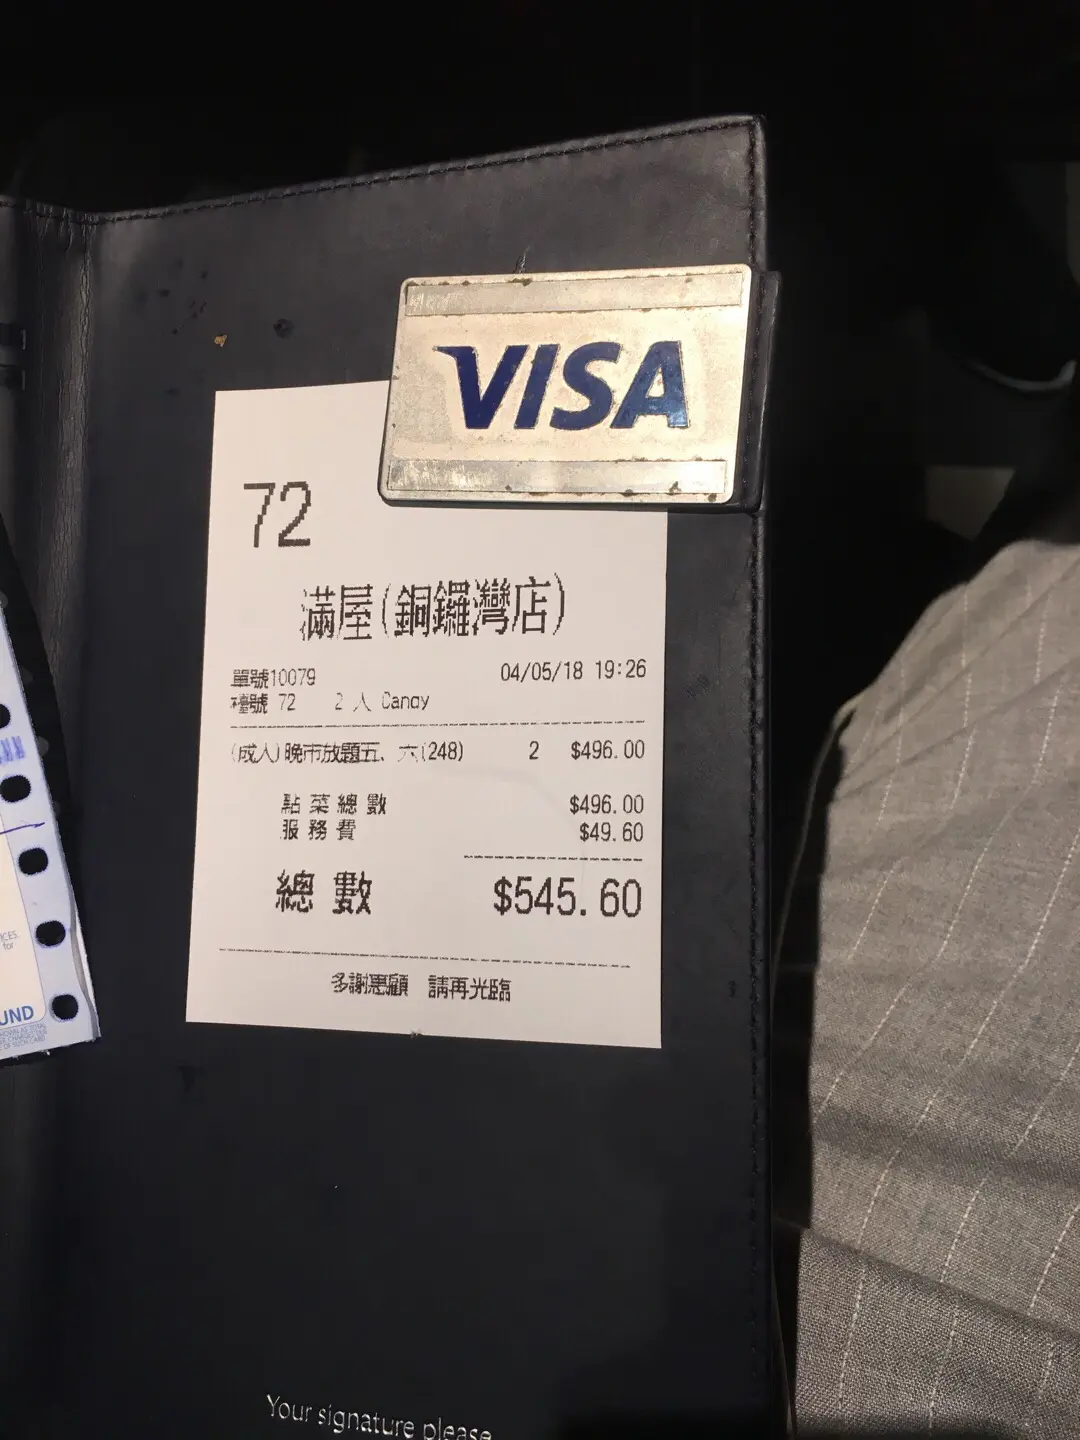 VISA
72
滿屋(銅鑼灣店)
單號10079 04/05/18 19:26
檯號 72 2 人 Candy
(成人)晚市放題五、六(248) 2 $496.00
點菜總數 $496.00
服務費 $49.60
總數 $545.60
多謝惠顧 請再光臨
Your signature please
ICES.
for
UND